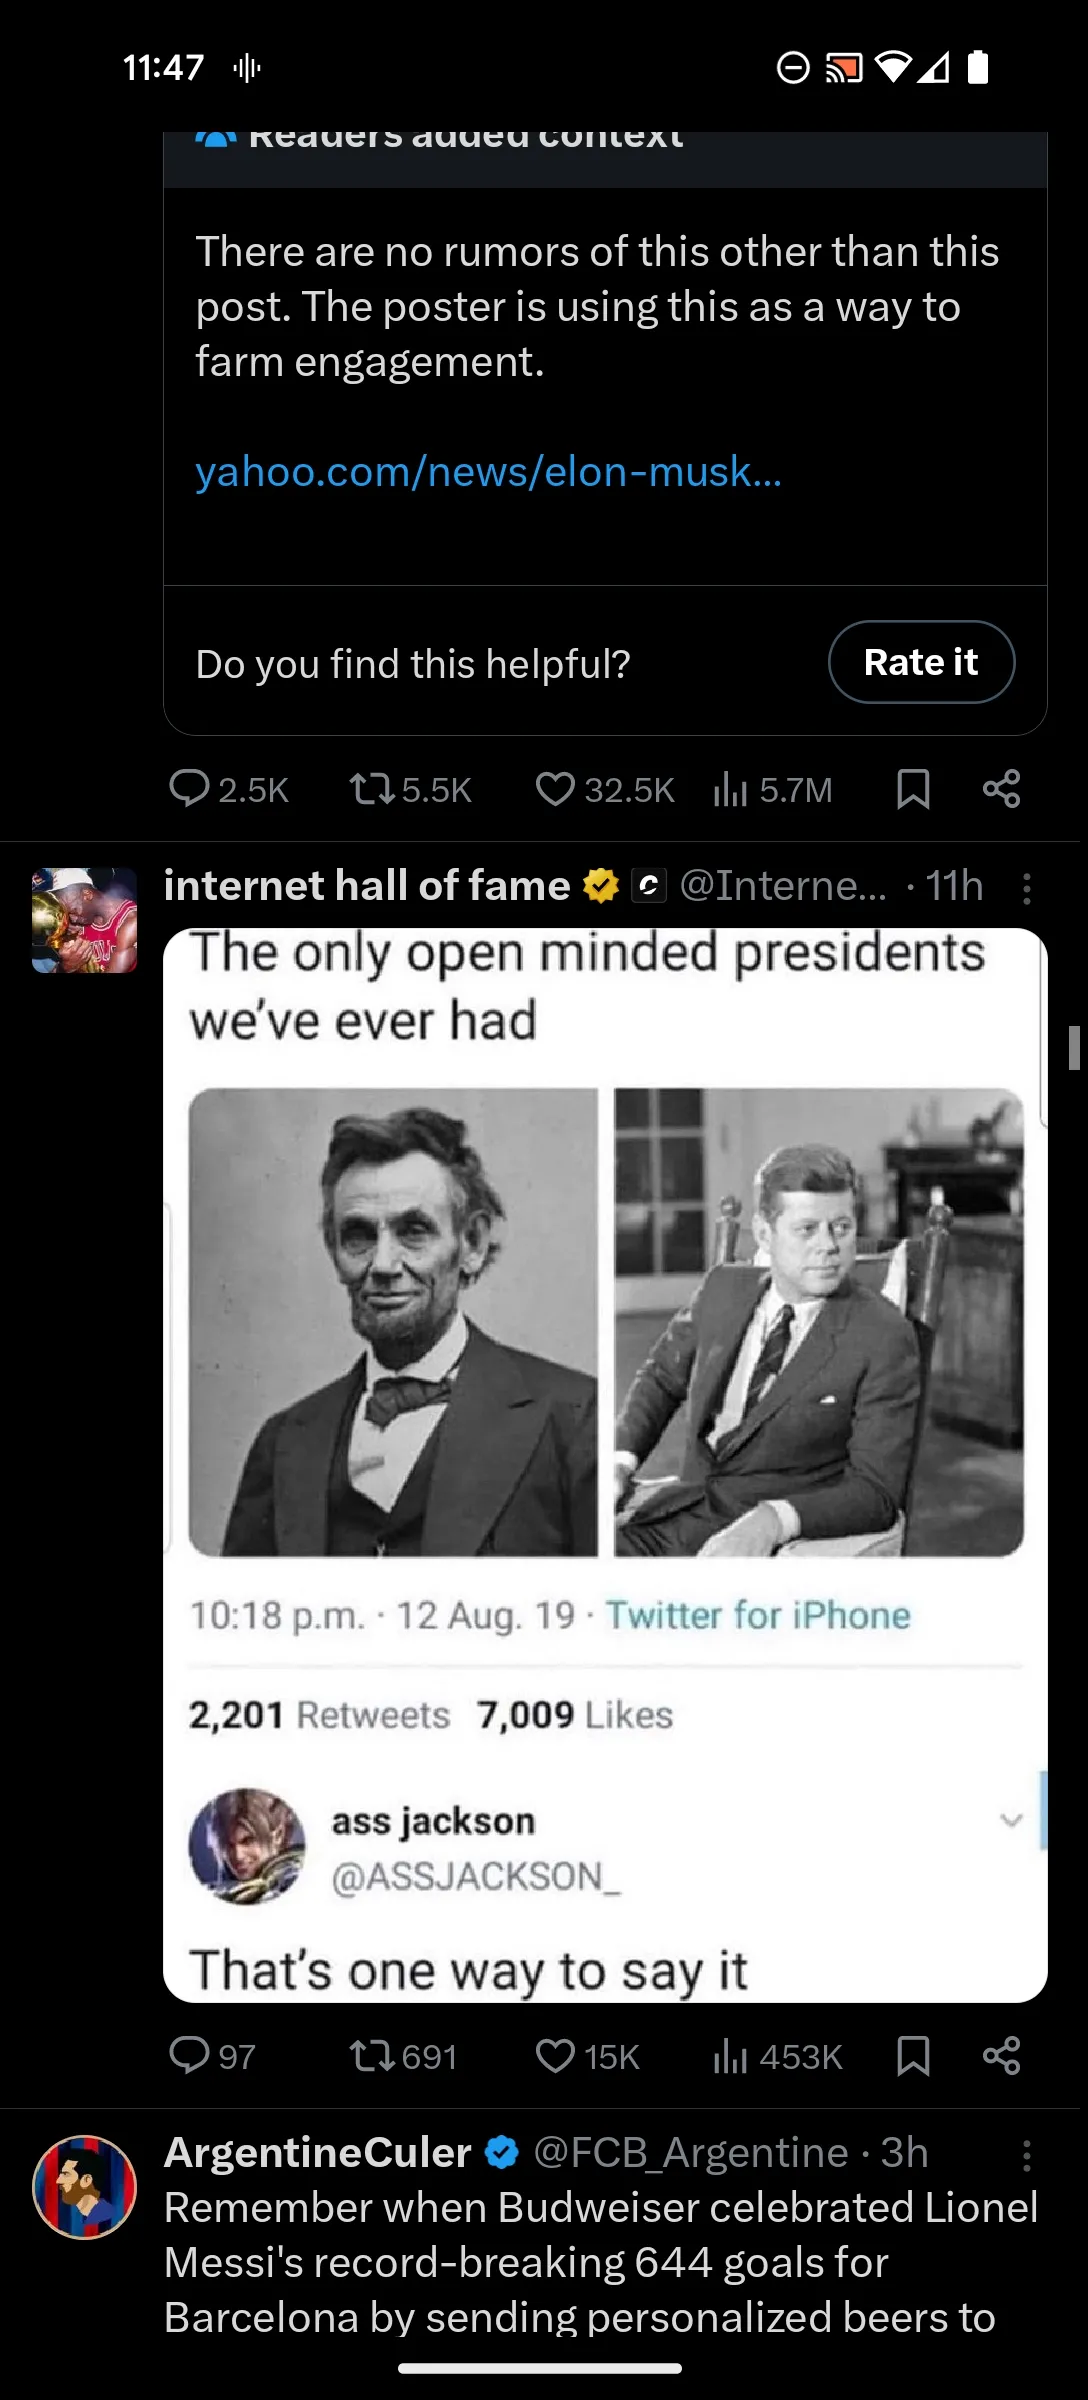 11:47
Readers added context
There are no rumors of this other than this
post. The poster is using this as a way to
farm engagement.
yahoo.com/news/elon-musk...
Do you find this helpful?
Rate it
2.5K 5.5K 32.5K 5.7M
internet hall of fame @Interne... · 11h
The only open minded presidents
we've ever had
10:18 p.m. · 12 Aug. 19 · Twitter for iPhone
2,201 Retweets 7,009 Likes
ass jackson
@ASSJACKSON_
That's one way to say it
97 691 15K 453K
ArgentineCuler @FCB_Argentine · 3h
Remember when Budweiser celebrated Lionel
Messi's record-breaking 644 goals for
Barcelona by sending personalized beers to